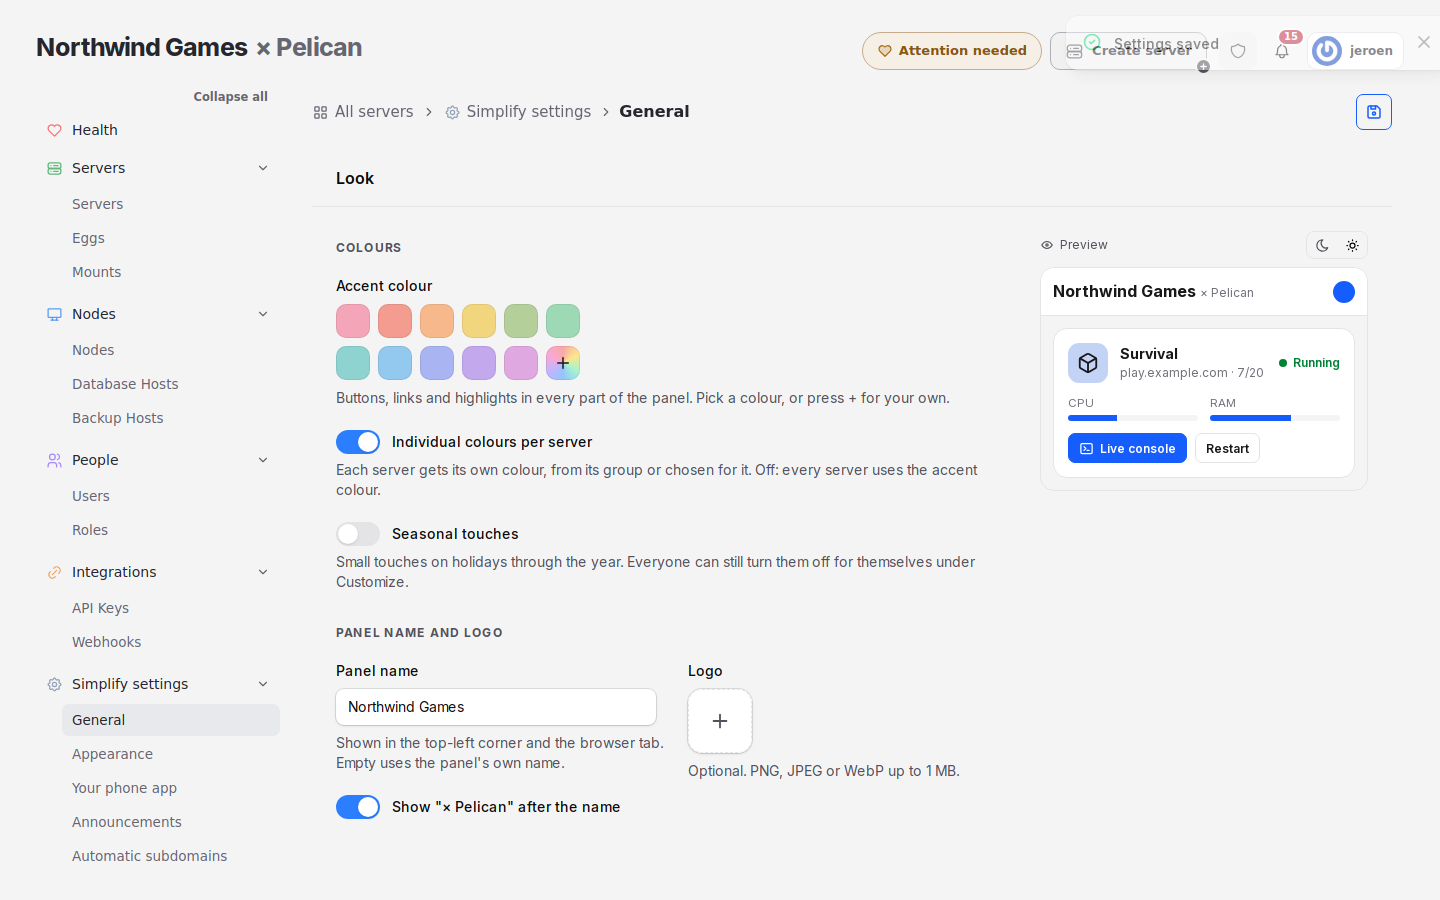 Northwind Games × Pelican
Attention needed
Create server
Settings saved
15
jeroen
Collapse all
Health
Servers
Servers
Eggs
Mounts
Nodes
Nodes
Database Hosts
Backup Hosts
People
Users
Roles
Integrations
API Keys
Webhooks
Simplify settings
General
Appearance
Your phone app
Announcements
Automatic subdomains
All servers > Simplify settings > General
Look
COLOURS
Accent colour
Buttons, links and highlights in every part of the panel. Pick a colour, or press + for your own.
Individual colours per server
Each server gets its own colour, from its group or chosen for it. Off: every server uses the accent
colour.
Seasonal touches
Small touches on holidays through the year. Everyone can still turn them off for themselves under
Customize.
PANEL NAME AND LOGO
Panel name
Northwind Games
Shown in the top-left corner and the browser tab.
Empty uses the panel's own name.
Logo
Optional. PNG, JPEG or WebP up to 1 MB.
Show "× Pelican" after the name
Preview
Northwind Games × Pelican
Survival
play.example.com · 7/20
Running
CPU
RAM
Live console
Restart